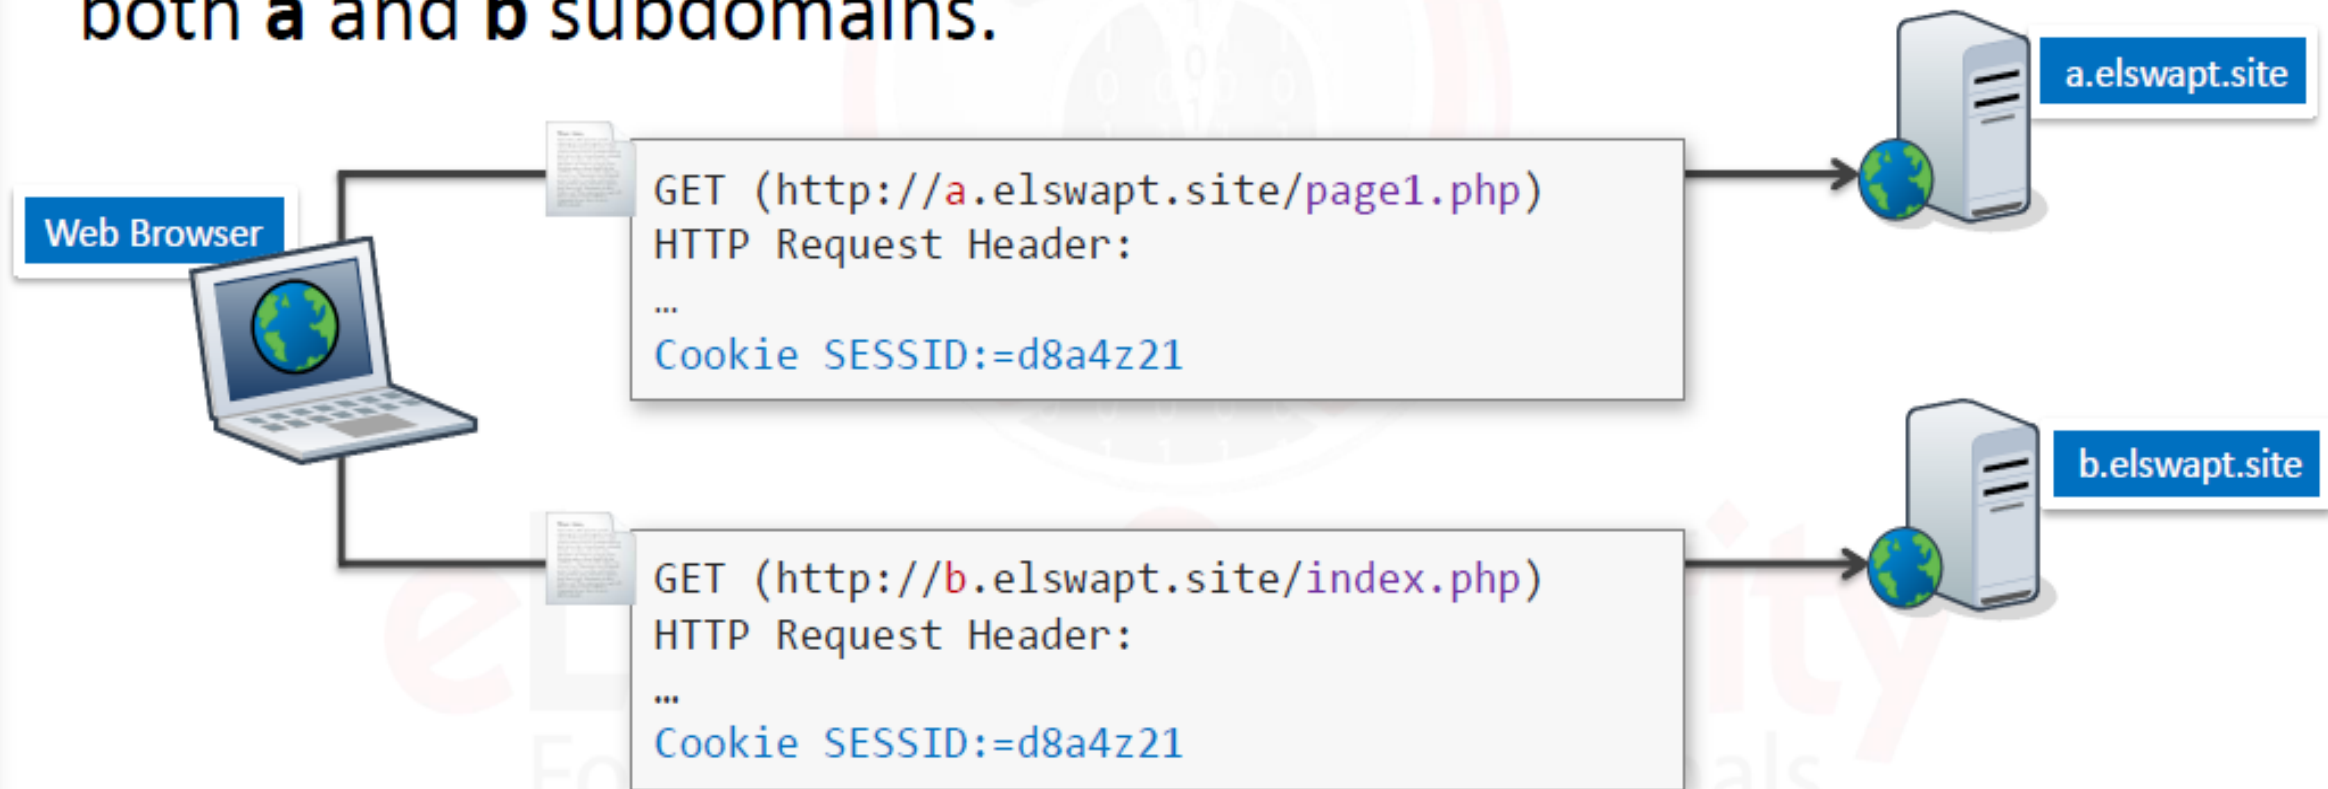 both a and b subdomains.
a.elswapt.site
GET (http://a.elswapt.site/page1.php)
HTTP Request Header:
…
Cookie SESSID:=d8a4z21
Web Browser
b.elswapt.site
GET (http://b.elswapt.site/index.php)
HTTP Request Header:
…
Cookie SESSID:=d8a4z21